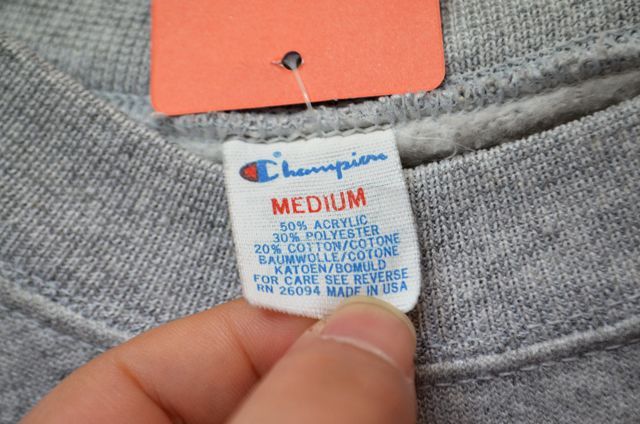 Champion
MEDIUM
50% ACRYLIC
30% POLYESTER
20% COTTON/COTONE
BAUMWOLLE/COTONE
KATOEN/BOMULD
FOR CARE SEE REVERSE
RN 26094 MADE IN USA